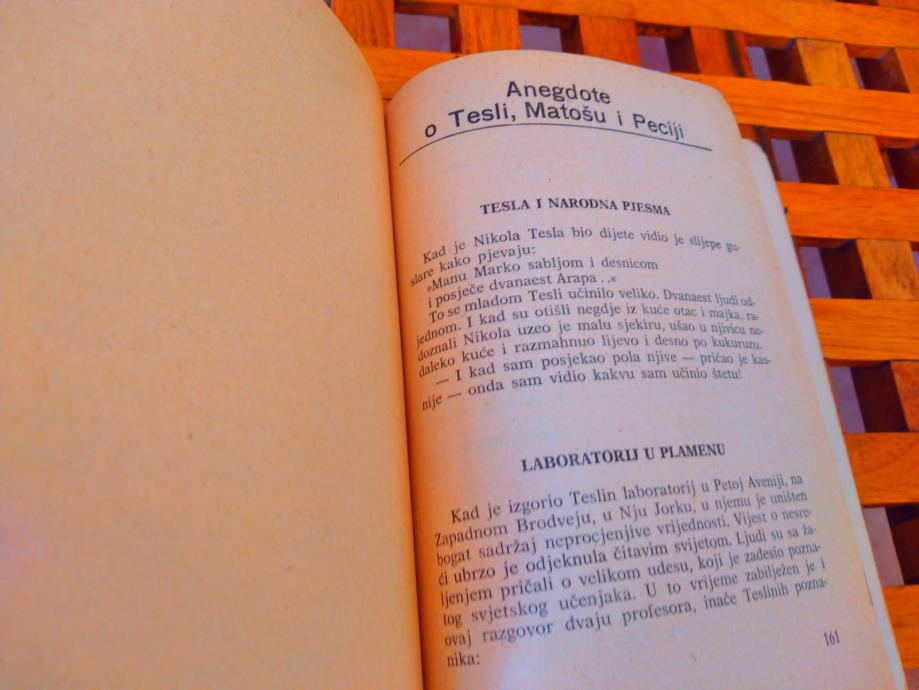 Anegdote
o Tesli, Matošu i Peciji
TESLA I NARODNA PJESMA
Kad je Nikola Tesla bio dijete vidio je slijepe gu-
slare kako pjevaju:
»Manu Marko sabljom i desnicom
i posječe dvanaest Arapa . .«
To se mladom Tesli učinilo veliko. Dvanaest ljudi od-
jednom. I kad su otišli negdje iz kuće otac i majka, ra-
doznali Nikola uzeo je malu sjekiru, ušao u njivicu ne-
daleko kuće i razmahnuo lijevo i desno po kukuruzu.
— I kad sam posjekao pola njive — pričao je kas-
nije — onda sam vidio kakvu sam učinio štetu!
LABORATORIJ U PLAMENU
Kad je izgorio Teslin laboratorij u Petoj Aveniji, na
Zapadnom Brodveju, u Nju Jorku, u njemu je uništen
bogat sadržaj neprocjenjive vrijednosti. Vijest o nesre-
ći ubrzo je odjeknula čitavim svijetom. Ljudi su sa ža-
ljenjem pričali o velikom udesu, koji je zadesio pozna-
tog svjetskog učenjaka. U to vrijeme zabilježen je i
ovaj razgovor dvaju profesora, inače Teslinih pozna-
nika:
161